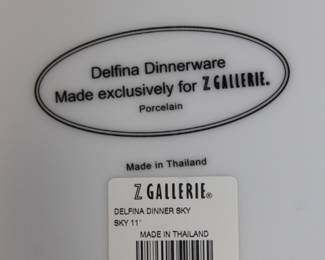 Delfina Dinnerware
Made exclusively for Z GALLERIE.
Porcelain
Made in Thailand
Z GALLERIE®
DELFINA DINNER SKY
SKY 11"
MADE IN THAILAND